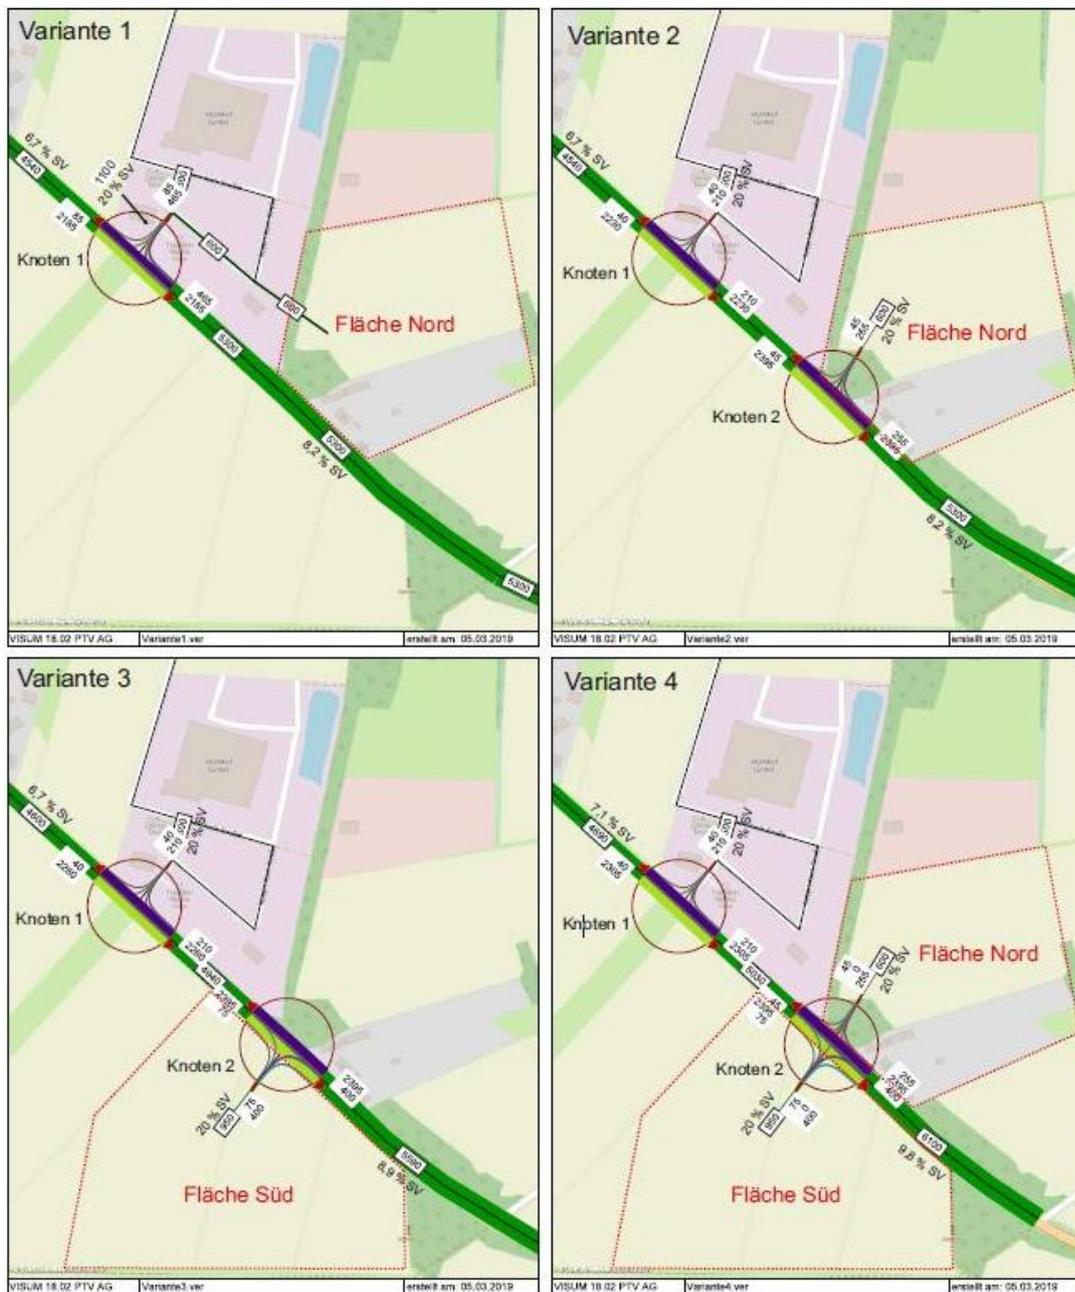 Variante 1
6,7 % SV
4540
1100
20 % SV
85
465
85
2185
Knoten 1
465
2185
600
600
Fläche Nord
5300
5300
8,2 % SV
5300
VISUM 18.02 PTV AG
Variante1.ver
erstellt am: 05.03.2019
Variante 2
6,7 % SV
4540
40
210
500
20 % SV
40
2230
Knoten 1
210
2230
45
2395
45
255
600
20 % SV
Fläche Nord
Knoten 2
255
2395
5300
8,2 % SV
VISUM 18.02 PTV AG
Variante2.ver
erstellt am: 05.03.2019
Variante 3
6,7 % SV
4600
40
210
500
20 % SV
40
2260
Knoten 1
210
2260
4940
2395
75
Knoten 2
20 % SV
950
75
400
2395
400
5590
8,9 % SV
Fläche Süd
VISUM 18.02 PTV AG
Variante3.ver
erstellt am: 05.03.2019
Variante 4
7,1 % SV
4690
40
210
500
20 % SV
40
2305
Knoten 1
210
2305
5030
45
2395
75
45
0
255
600
20 % SV
Fläche Nord
Knoten 2
20 % SV
950
75
0
400
255
2395
400
6100
9,8 % SV
Fläche Süd
VISUM 18.02 PTV AG
Variante4.ver
erstellt am: 05.03.2019